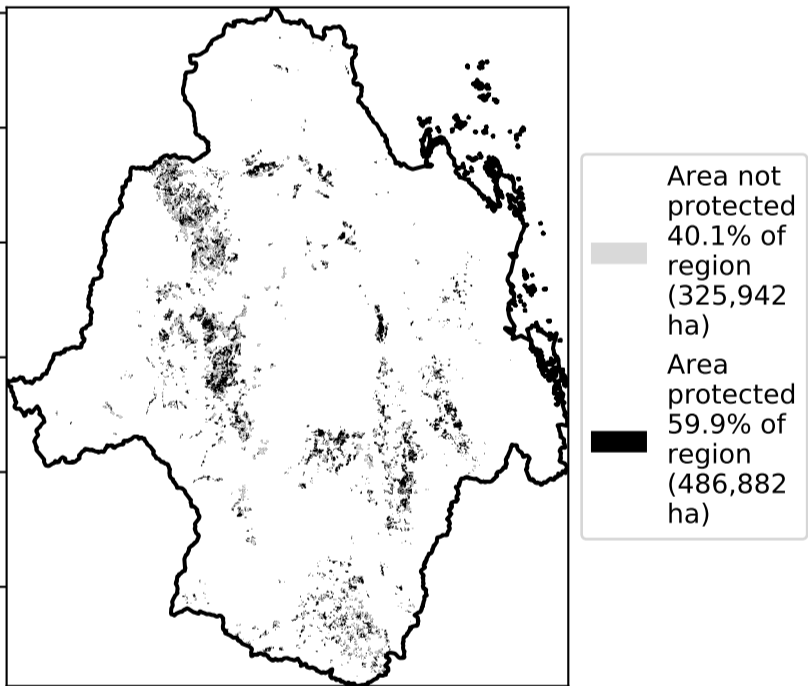 Area not
protected
40.1% of
region
(325,942
ha)
Area
protected
59.9% of
region
(486,882
ha)